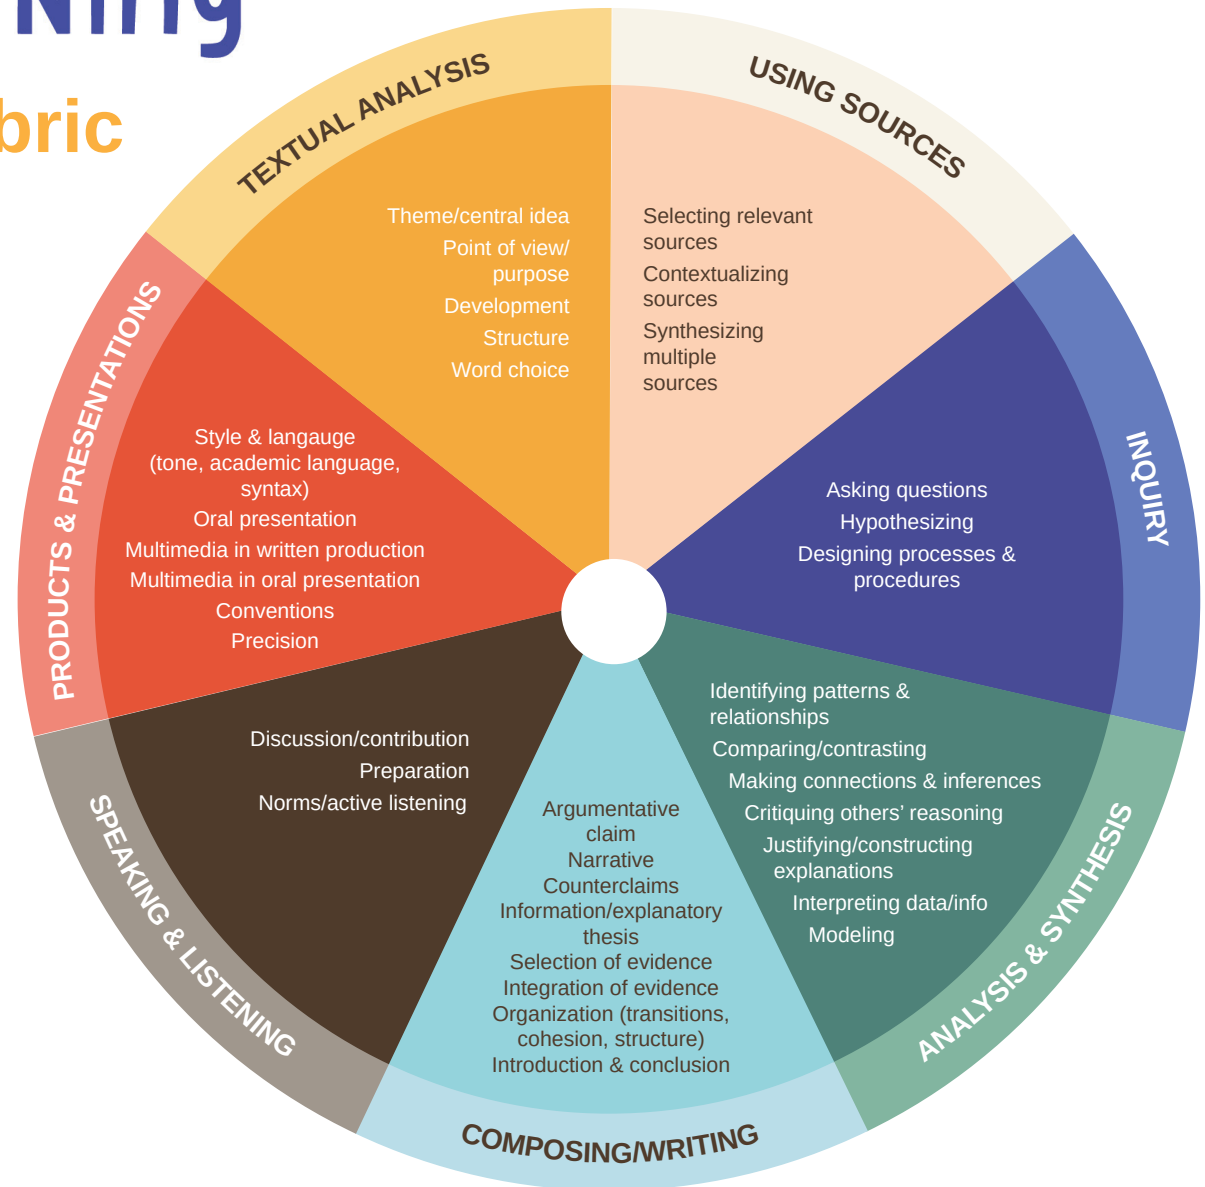 bric
TEXTUAL ANALYSIS
Theme/central idea
Point of view/
purpose
Development
Structure
Word choice
USING SOURCES
Selecting relevant
sources
Contextualizing
sources
Synthesizing
multiple
sources
INQUIRY
Asking questions
Hypothesizing
Designing processes &
procedures
ANALYSIS & SYNTHESIS
Identifying patterns &
relationships
Comparing/contrasting
Making connections & inferences
Critiquing others’ reasoning
Justifying/constructing
explanations
Interpreting data/info
Modeling
COMPOSING/WRITING
Argumentative
claim
Narrative
Counterclaims
Information/explanatory
thesis
Selection of evidence
Integration of evidence
Organization (transitions,
cohesion, structure)
Introduction & conclusion
SPEAKING & LISTENING
Discussion/contribution
Preparation
Norms/active listening
PRODUCTS & PRESENTATIONS
Style & langauge
(tone, academic language,
syntax)
Oral presentation
Multimedia in written production
Multimedia in oral presentation
Conventions
Precision